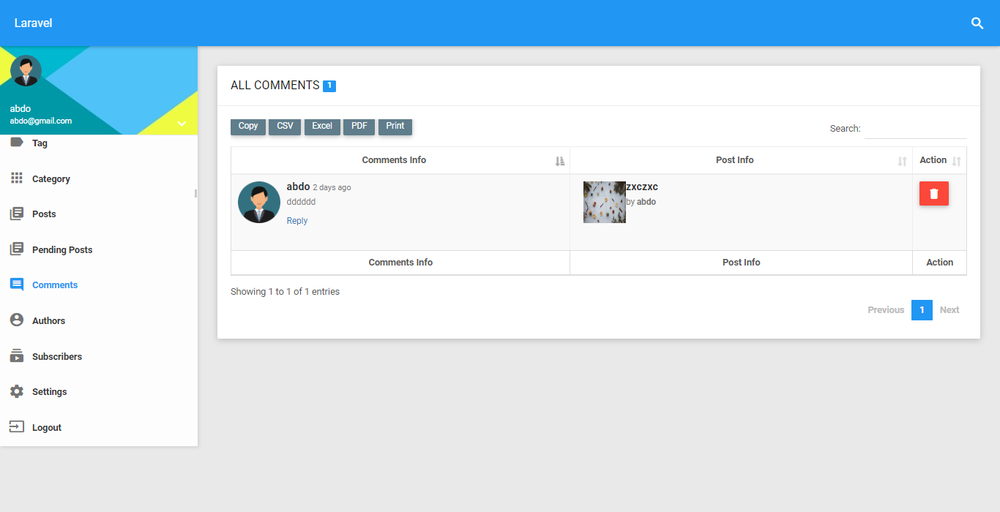 Laravel
abdo
abdo@gmail.com
Tag
Category
Posts
Pending Posts
Comments
Authors
Subscribers
Settings
Logout
ALL COMMENTS 1
Copy CSV Excel PDF Print
Search:
Comments Info Post Info Action
abdo 2 days ago
dddddd
Reply
zxczxc
by abdo
Comments Info Post Info Action
Showing 1 to 1 of 1 entries
Previous 1 Next